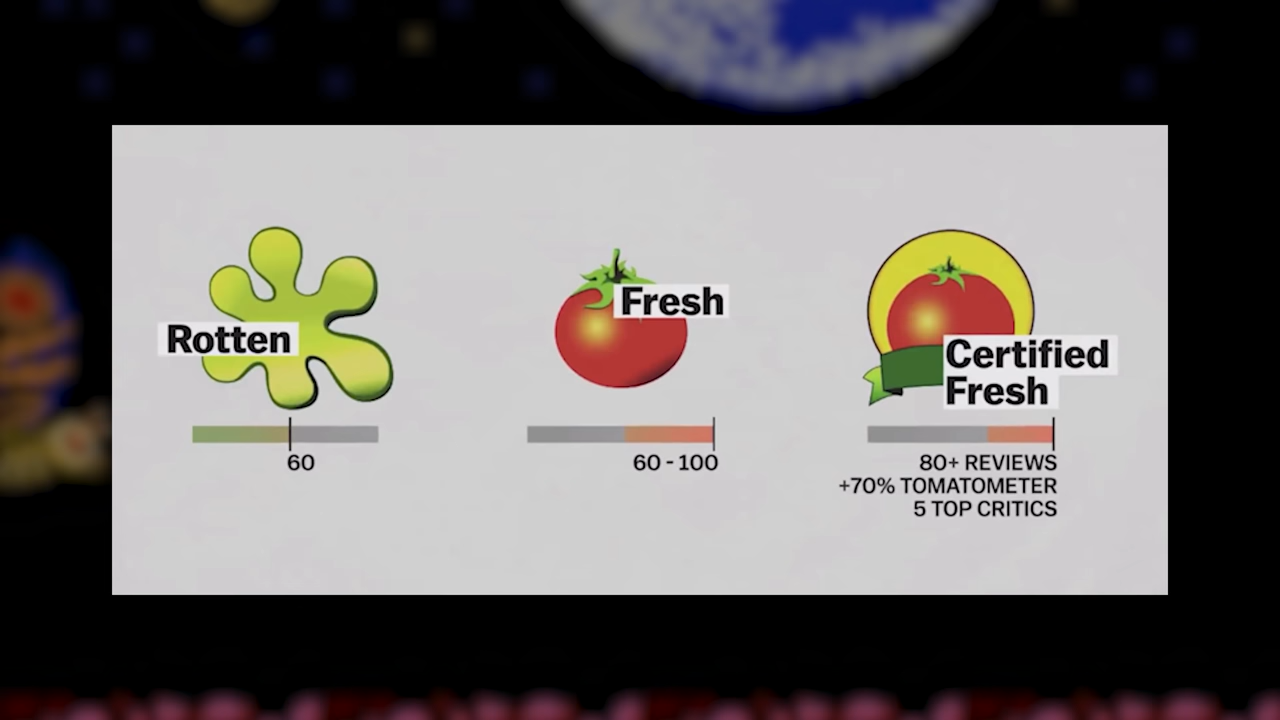 Rotten
60
Fresh
60 - 100
Certified
Fresh
80+ REVIEWS
+70% TOMATOMETER
5 TOP CRITICS